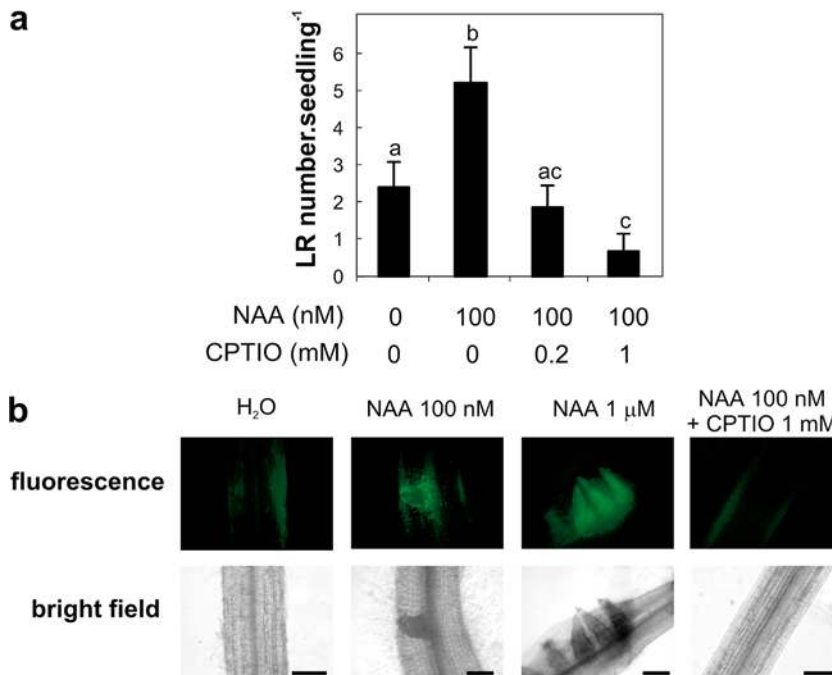 a
LR number.seedling⁻¹
6
5
4
3
2
1
0
a
b
ac
c
NAA (nM) 0 100 100 100
CPTIO (mM) 0 0 0.2 1
b
H₂O NAA 100 nM NAA 1 µM NAA 100 nM
+ CPTIO 1 mM
fluorescence
bright field